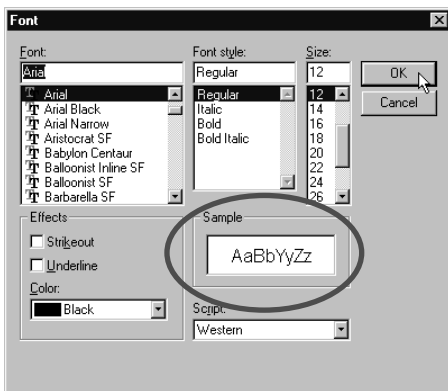 Font
Font: Font style: Size:
Arial Regular 12 OK
Arial Regular 12 Cancel
Arial Black Italic 14
Arial Narrow Bold 16
Aristocrat SF Bold Italic 18
Babylon Centaur 20
Balloonist Inline SF 22
Balloonist SF 24
Barbarella SF 26
Effects Sample
Strikeout
Underline AaBbYyZz
Color:
Black Script:
Western